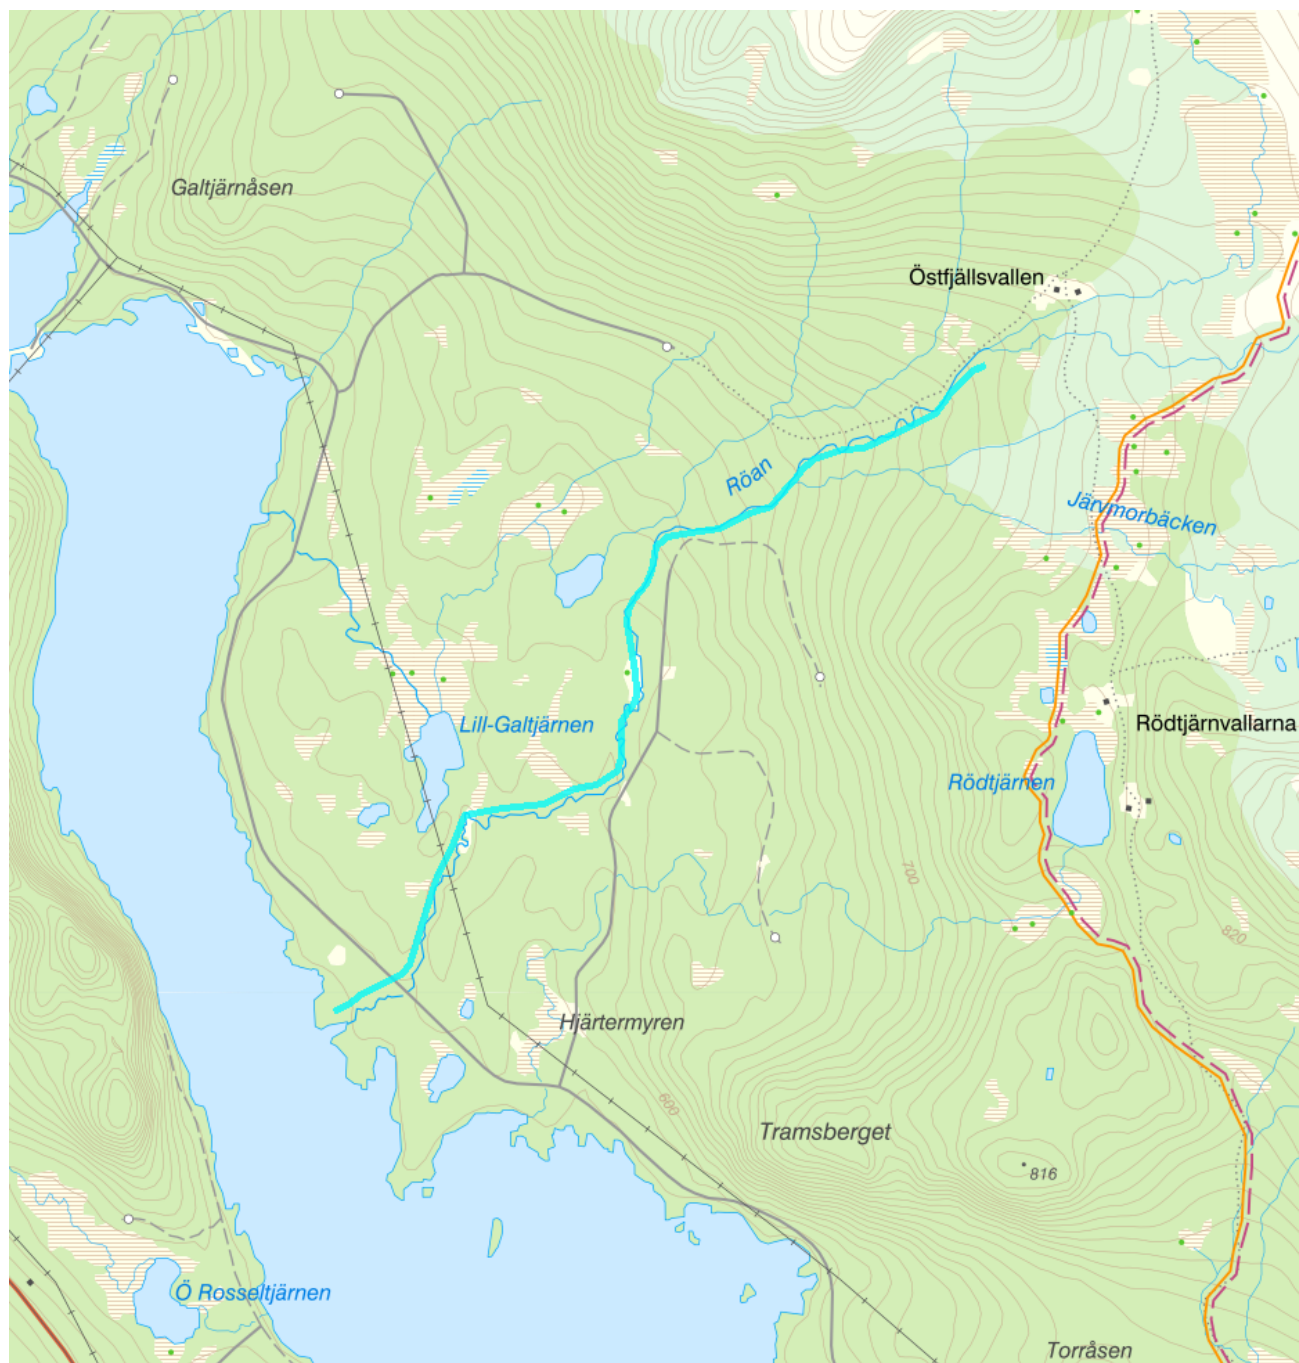 Galtjärnåsen
Östfjällsvallen
Röan
Järvmorbäcken
Lill-Galtjärnen
Rödtjärnvallarna
Rödtjärnen
700
820
Hjärtermyren
600
Tramsberget
816
Ö Rosseltjärnen
Torråsen